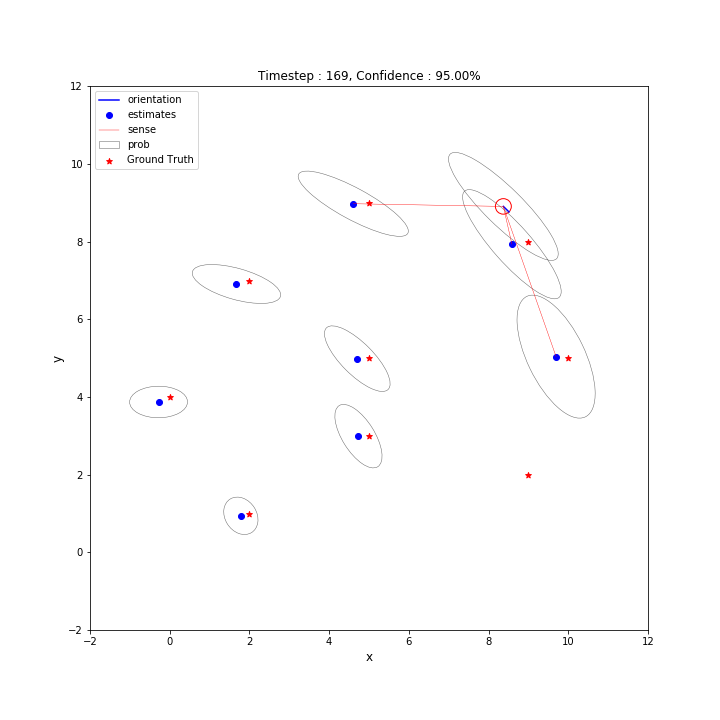 Timestep : 169, Confidence : 95.00%
orientation
estimates
sense
prob
Ground Truth
12
10
8
6
4
2
0
−2
y
−2 0 2 4 6 8 10 12
x